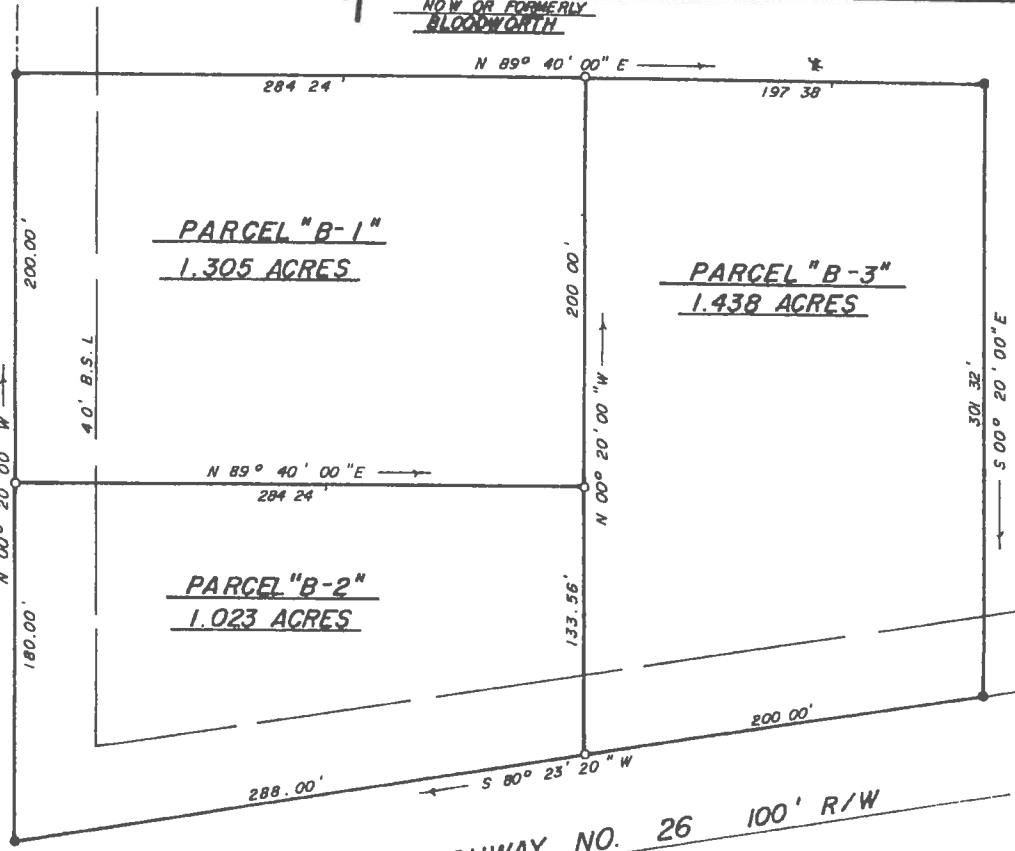 NOW OR FORMERLY
BLOODWORTH
N 89° 40' 00" E
284 24'
197 38'
200.00'
PARCEL "B-1"
1.305 ACRES
200 00'
PARCEL "B-3"
1.438 ACRES
40' B.S.L
N 00° 20' 00" W
301 32'
S 00° 20' 00" E
N 00° 20' 00" W
N 89° 40' 00" E
284 24'
PARCEL "B-2"
1.023 ACRES
180.00'
133.56'
200 00'
S 80° 23' 20" W
288.00'
NO. 26 100' R/W